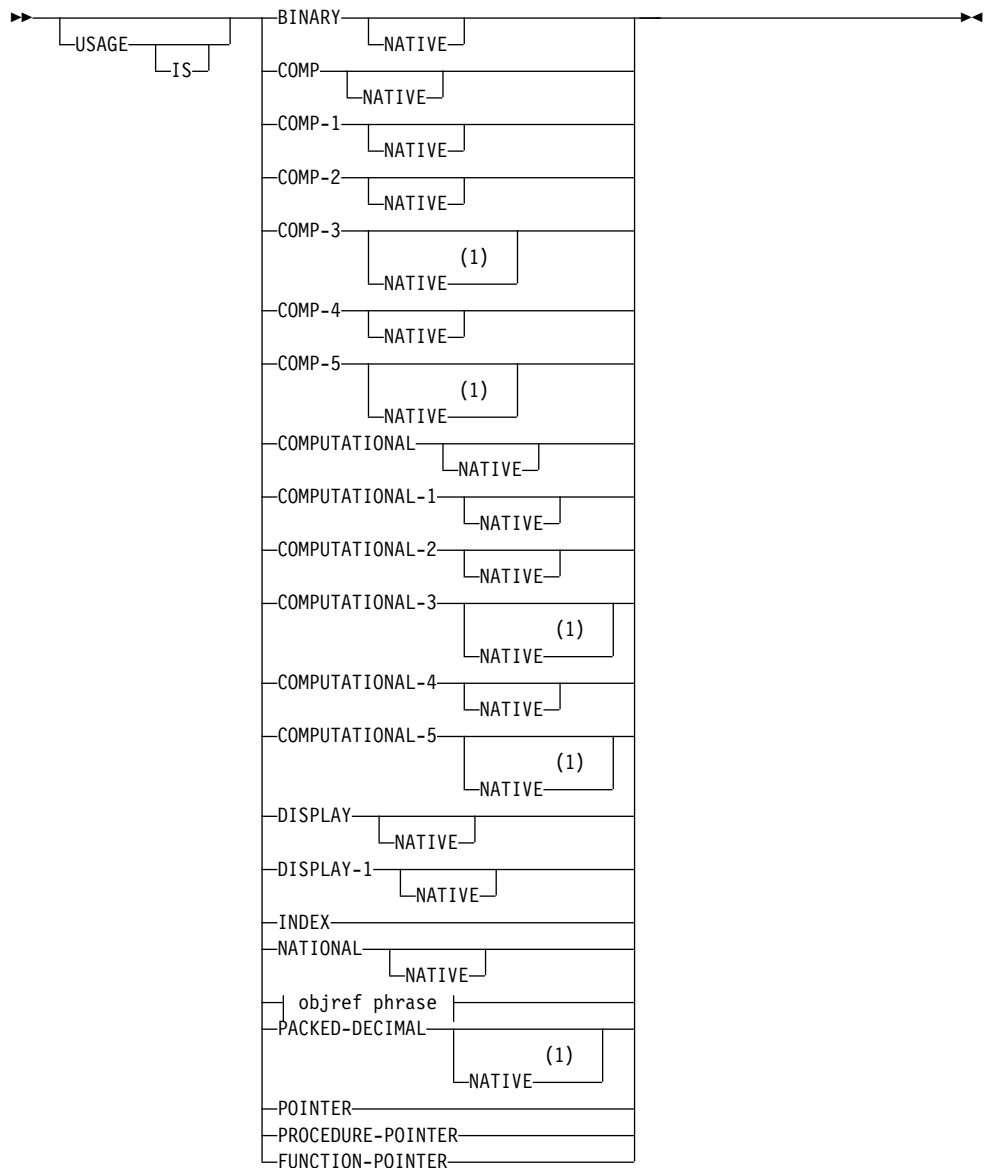 BINARY
NATIVE
USAGE
IS
COMP
NATIVE
COMP-1
NATIVE
COMP-2
NATIVE
COMP-3
(1)
NATIVE
COMP-4
NATIVE
COMP-5
(1)
NATIVE
COMPUTATIONAL
NATIVE
COMPUTATIONAL-1
NATIVE
COMPUTATIONAL-2
NATIVE
COMPUTATIONAL-3
(1)
NATIVE
COMPUTATIONAL-4
NATIVE
COMPUTATIONAL-5
(1)
NATIVE
DISPLAY
NATIVE
DISPLAY-1
NATIVE
INDEX
NATIONAL
NATIVE
objref phrase
PACKED-DECIMAL
(1)
NATIVE
POINTER
PROCEDURE-POINTER
FUNCTION-POINTER